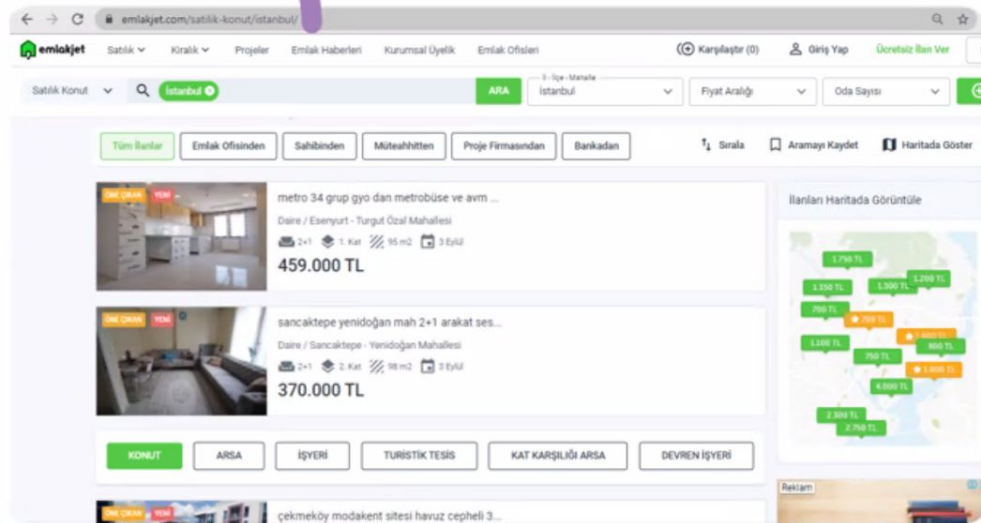 emlakjet.com/satilik-konut/istanbul/
emlakjet Satılık Kiralık Projeler Emlak Haberleri Kurumsal Üyelik Emlak Ofisleri Karşılaştır (0) Giriş Yap Ücretsiz İlan Ver
İl - İlçe - Mahalle
Satılık Konut İstanbul ARA İstanbul Fiyat Aralığı Oda Sayısı
Tüm İlanlar Emlak Ofisinden Sahibinden Müteahhitten Proje Firmasından Bankadan Sırala Aramayı Kaydet Haritada Göster
ÖNE ÇIKAN YENİ
metro 34 grup gyo dan metrobüse ve avm ...
Daire / Esenyurt - Turgut Özal Mahallesi
2+1 1. Kat 95 m2 3 Eylül
459.000 TL
ÖNE ÇIKAN YENİ
sancaktepe yenidoğan mah 2+1 arakat ses...
Daire / Sancaktepe - Yenidoğan Mahallesi
2+1 2. Kat 98 m2 3 Eylül
370.000 TL
İlanları Haritada Görüntüle
1.750 TL
1.200 TL
1.350 TL 1.300 TL
700 TL
1.100 TL 800 TL
750 TL
4.000 TL
2.300 TL
2.750 TL
KONUT ARSA İŞYERİ TURİSTİK TESİS KAT KARŞILIĞI ARSA DEVREN İŞYERİ
ÖNE ÇIKAN YENİ
çekmeköy modakent sitesi havuz cepheli 3...
Reklam